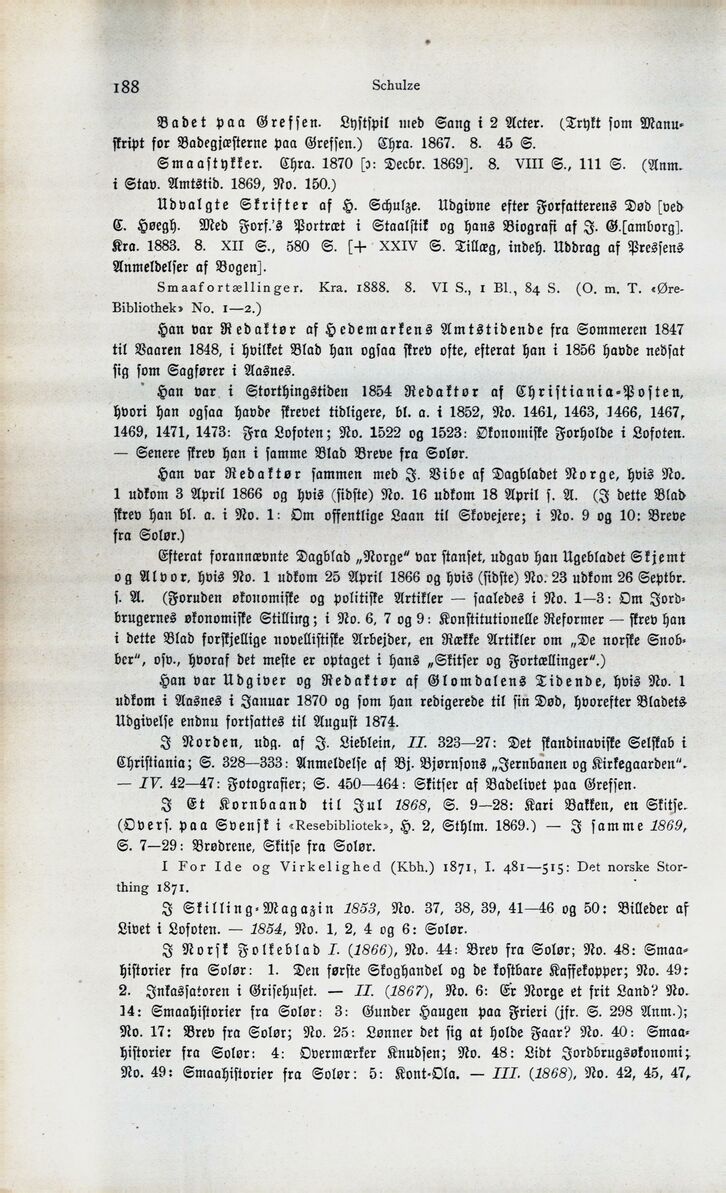 188
Schulze
Badet paa Grefsen. Lystspil med Sang i 2 Acter. (Trykt som Manu-
skript for Badegjæsterne paa Grefsen.) Chra. 1867. 8. 45 S.
Smaastykker. Chra. 1870 [ɔ: Decbr. 1869]. 8. VIII S., 111 S. (Anm.
i Stav. Amtstid. 1869, No. 150.)
Udvalgte Skrifter af H. Schulze. Udgivne efter Forfatterens Død [ved
C. Høegh. Med Forf.'s Portræt i Staalstik og hans Biografi af J. G.[amborg].
Kra. 1883. 8. XII S., 580 S. [+ XXIV S. Tillæg, indeh. Uddrag af Pressens
Anmeldelser af Bogen].
Smaafortællinger. Kra. 1888. 8. VI S., 1 Bl., 84 S. (O. m. T. «Øre-
Bibliothek» No. 1—2.)
Han var Redaktør af Hedemarkens Amtstidende fra Sommeren 1847
til Vaaren 1848, i hvilket Blad han ogsaa skrev ofte, efterat han i 1856 havde nedsat
sig som Sagfører i Aasnes.
Han var i Storthingstiden 1854 Redaktør af Christiania-Posten,
hvori han ogsaa havde skrevet tidligere, bl. a. i 1852, No. 1461, 1463, 1466, 1467,
1469, 1471, 1473: Fra Lofoten; No. 1522 og 1523: Økonomiske Forholde i Lofoten.
— Senere skrev han i samme Blad Breve fra Solør.
Han var Redaktør sammen med J. Vibe af Dagbladet Norge, hvis No.
1 udkom 3 April 1866 og hvis (sidste) No. 16 udkom 18 April s. A. (I dette Blad
skrev han bl. a. i No. 1: Om offentlige Laan til Skovejere; i No. 9 og 10: Breve
fra Solør.)
Efterat forannævnte Dagblad „Norge“ var stanset, udgav han Ugebladet Skjemt
og Alvor, hvis No. 1 udkom 25 April 1866 og hvis (sidste) No. 23 udkom 26 Septbr.
s. A. (Foruden økonomiske og politiske Artikler — saaledes i No. 1—3: Om Jord-
brugernes økonomiske Stilling; i No. 6, 7 og 9: Konstitutionelle Reformer — skrev han
i dette Blad forskjellige novellistiske Arbejder, en Række Artikler om „De norske Snob-
ber“, osv., hvoraf det meste er optaget i hans „Skitser og Fortællinger“.)
Han var Udgiver og Redaktør af Glomdalens Tidende, hvis No. 1
udkom i Aasnes i Januar 1870 og som han redigerede til sin Død, hvorefter Bladets
Udgivelse endnu fortsattes til August 1874.
I Norden, udg. af J. Lieblein, II. 323—27: Det skandinaviske Selskab i
Christiania; S. 328—333: Anmeldelse af Bj. Bjørnsons „Jernbanen og Kirkegaarden“.
— IV. 42—47: Fotografier; S. 450—464: Skitser af Badelivet paa Grefsen.
I Et Kornbaand til Jul 1868, S. 9—28: Kari Bakken, en Skitse.
(Overs. paa Svensk i «Resebibliotek», H. 2, Sthlm. 1869.) — I samme 1869,
S. 7—29: Brødrene, Skitse fra Solør.
I For Ide og Virkelighed (Kbh.) 1871, I. 481—515: Det norske Stor-
thing 1871.
I Skilling-Magazin 1853, No. 37, 38, 39, 41—46 og 50: Billeder af
Livet i Lofoten. — 1854, No. 1, 2, 4 og 6: Solør.
I Norsk Folkeblad I. (1866), No. 44: Brev fra Solør; No. 48: Smaa-
historier fra Solør: 1. Den første Skoghandel og de kostbare Kaffekopper; No. 49:
2. Inkassatoren i Grisehuset. — II. (1867), No. 6: Er Norge et frit Land? No.
14: Smaahistorier fra Solør: 3: Gunder Haugen paa Frieri (jfr. S. 298 Anm.);
No. 17: Brev fra Solør; No. 25: Lønner det sig at holde Faar? No. 40: Smaa-
historier fra Solør: 4: Overmærker Knudsen; No. 48: Lidt Jordbrugsøkonomi;
No. 49: Smaahistorier fra Solør: 5: Kont-Ola. — III. (1868), No. 42, 45, 47,